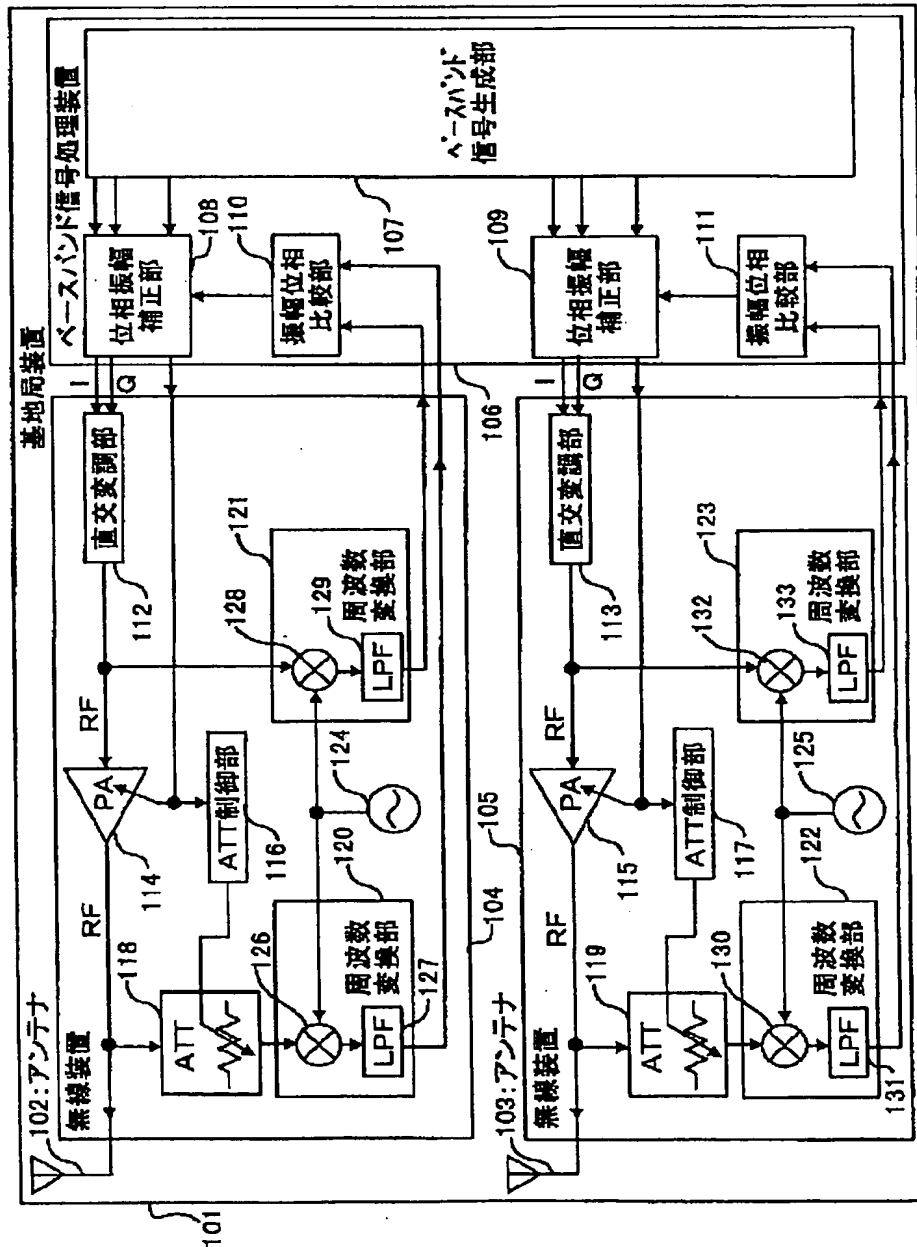 基地局装置
101
102:アンテナ
無線装置
RF
PA
114
RF
直交変調部
112
I
Q
118
ATT
ATT制御部
116
126
周波数
変換部
LPF
127
120
124
128
周波数
変換部
LPF
129
121
104
105
106
ベースバンド信号処理装置
位相振幅
補正部
108
振幅位相
比較部
110
107
ベースバンド
信号生成部
103:アンテナ
無線装置
RF
PA
115
RF
直交変調部
113
I
Q
119
ATT
ATT制御部
117
130
周波数
変換部
LPF
131
122
125
132
周波数
変換部
LPF
133
123
位相振幅
補正部
109
振幅位相
比較部
111